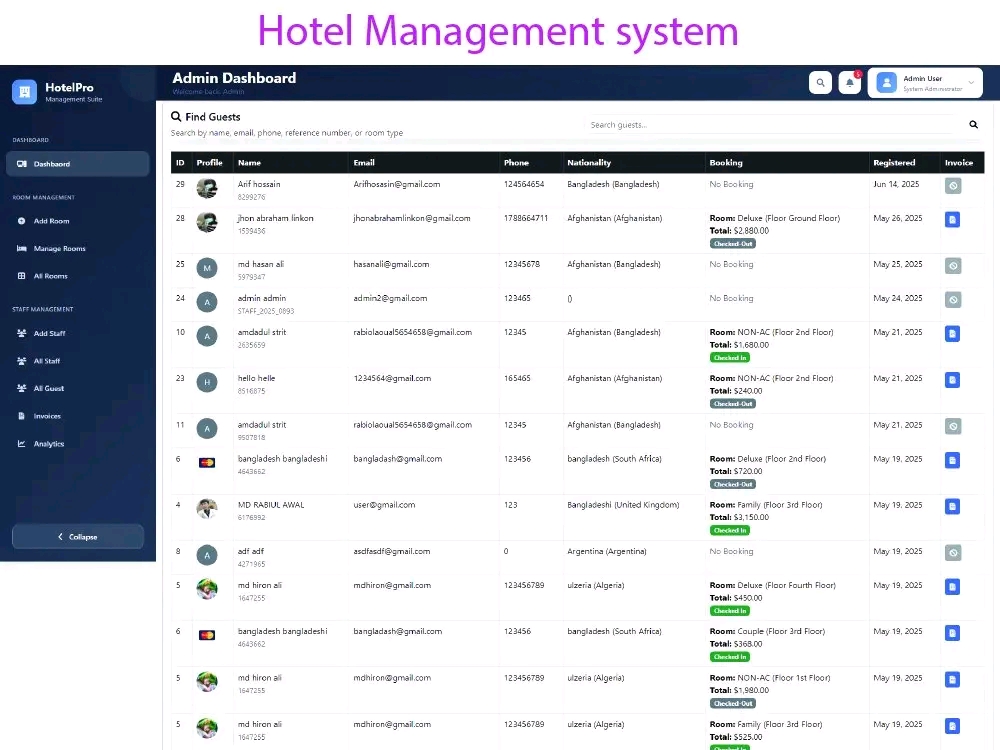 Hotel Management system
HotelPro
Management Suite
Admin Dashboard
Welcome back, Admin
5
Admin User
System Administrator
DASHBOARD
Dashboard
ROOM MANAGEMENT
Add Room
Manage Rooms
All Rooms
STAFF MANAGEMENT
Add Staff
All Staff
All Guest
Invoices
Analytics
Collapse
Find Guests
Search by name, email, phone, reference number, or room type
Search guests...
ID Profile Name Email Phone Nationality Booking Registered Invoice
29 Arif hossain Arifhosasin@gmail.com 124564654 Bangladesh (Bangladesh) No Booking Jun 14, 2025
8299276
28 jhon abraham linkon jhonabrahamlinkon@gmail.com 1788664711 Afghanistan (Afghanistan) Room: Deluxe (Floor Ground Floor) May 26, 2025
1539436 Total: $2,880.00
Checked-Out
25 M md hasan ali hasanali@gmail.com 12345678 Afghanistan (Bangladesh) No Booking May 25, 2025
5979347
24 A admin admin admin2@gmail.com 123465 () No Booking May 24, 2025
STAFF_2025_0893
10 A amdadul strit rabiolaoual5654658@gmail.com 12345 Afghanistan (Bangladesh) Room: NON-AC (Floor 2nd Floor) May 21, 2025
2635659 Total: $1,680.00
Checked In
23 H hello helle 1234564@gmail.com 165465 Afghanistan (Afghanistan) Room: NON-AC (Floor 2nd Floor) May 21, 2025
8516875 Total: $240.00
Checked-Out
11 A amdadul strit rabiolaoual5654658@gmail.com 12345 Afghanistan (Bangladesh) No Booking May 21, 2025
9507818
6 bangladesh bangladeshi bangladash@gmail.com 123456 bangladesh (South Africa) Room: Deluxe (Floor 2nd Floor) May 19, 2025
4643662 Total: $720.00
Checked-Out
4 MD RABIUL AWAL user@gmail.com 123 Bangladeshi (United Kingdom) Room: Family (Floor 3rd Floor) May 19, 2025
6176992 Total: $3,150.00
Checked In
8 A adf adf asdfasdf@gmail.com 0 Argentina (Argentina) No Booking May 19, 2025
4271965
5 md hiron ali mdhiron@gmail.com 123456789 ulzeria (Algeria) Room: Deluxe (Floor Fourth Floor) May 19, 2025
1647255 Total: $450.00
Checked In
6 bangladesh bangladeshi bangladash@gmail.com 123456 bangladesh (South Africa) Room: Couple (Floor 3rd Floor) May 19, 2025
4643662 Total: $368.00
Checked In
5 md hiron ali mdhiron@gmail.com 123456789 ulzeria (Algeria) Room: NON-AC (Floor 1st Floor) May 19, 2025
1647255 Total: $1,980.00
Checked-Out
5 md hiron ali mdhiron@gmail.com 123456789 ulzeria (Algeria) Room: Family (Floor 3rd Floor) May 19, 2025
1647255 Total: $525.00
Checked In